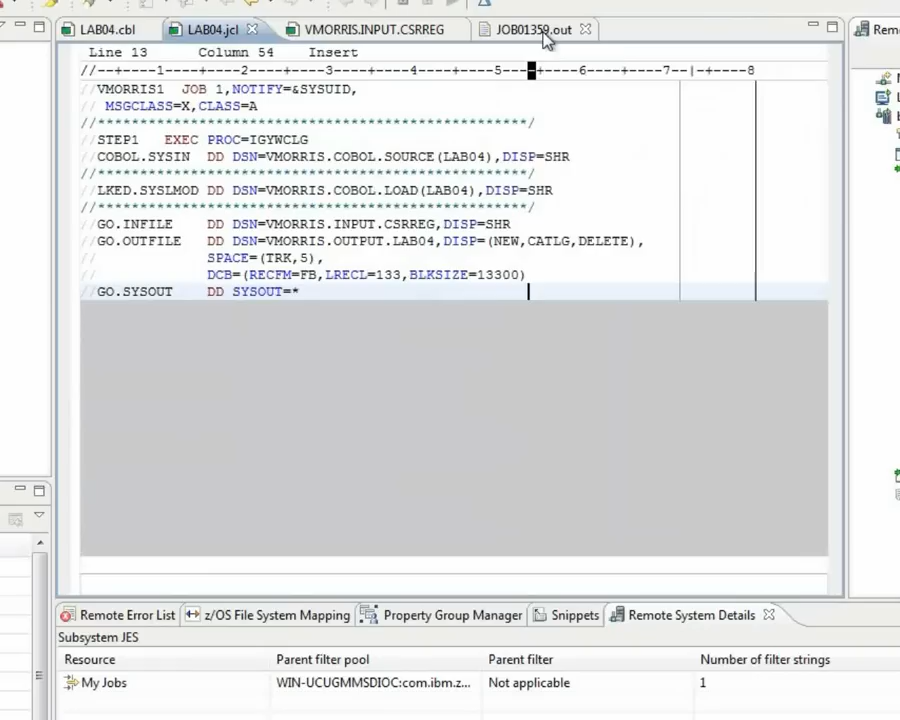 LAB04.cbl LAB04.jcl VMORRIS.INPUT.CSRREG JOB01359.out
Line 13 Column 54 Insert
//--+----1----+----2----+----3----+----4----+----5----+----6----+----7--|-+----8
//VMORRIS1 JOB 1,NOTIFY=&SYSUID,
// MSGCLASS=X,CLASS=A
//***************************************************/
//STEP1 EXEC PROC=IGYWCLG
//COBOL.SYSIN DD DSN=VMORRIS.COBOL.SOURCE(LAB04),DISP=SHR
//***************************************************/
//LKED.SYSLMOD DD DSN=VMORRIS.COBOL.LOAD(LAB04),DISP=SHR
//***************************************************/
//GO.INFILE DD DSN=VMORRIS.INPUT.CSRREG,DISP=SHR
//GO.OUTFILE DD DSN=VMORRIS.OUTPUT.LAB04,DISP=(NEW,CATLG,DELETE),
// SPACE=(TRK,5),
// DCB=(RECFM=FB,LRECL=133,BLKSIZE=13300)
//GO.SYSOUT DD SYSOUT=*
Remote Error List z/OS File System Mapping Property Group Manager Snippets Remote System Details
Subsystem JES
Resource Parent filter pool Parent filter Number of filter strings
My Jobs WIN-UCUGMMSDIOC:com.ibm.z... Not applicable 1